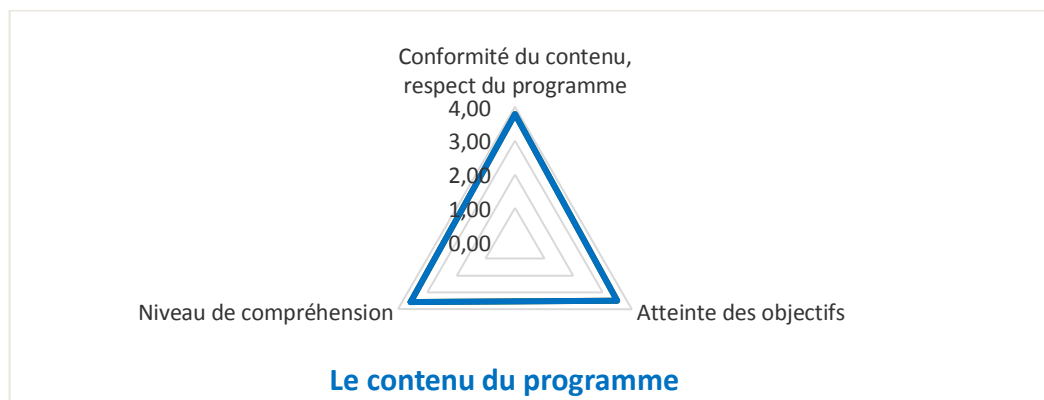 Conformité du contenu,
respect du programme
4,00
3,00
2,00
1,00
0,00
Niveau de compréhension
Atteinte des objectifs
Le contenu du programme